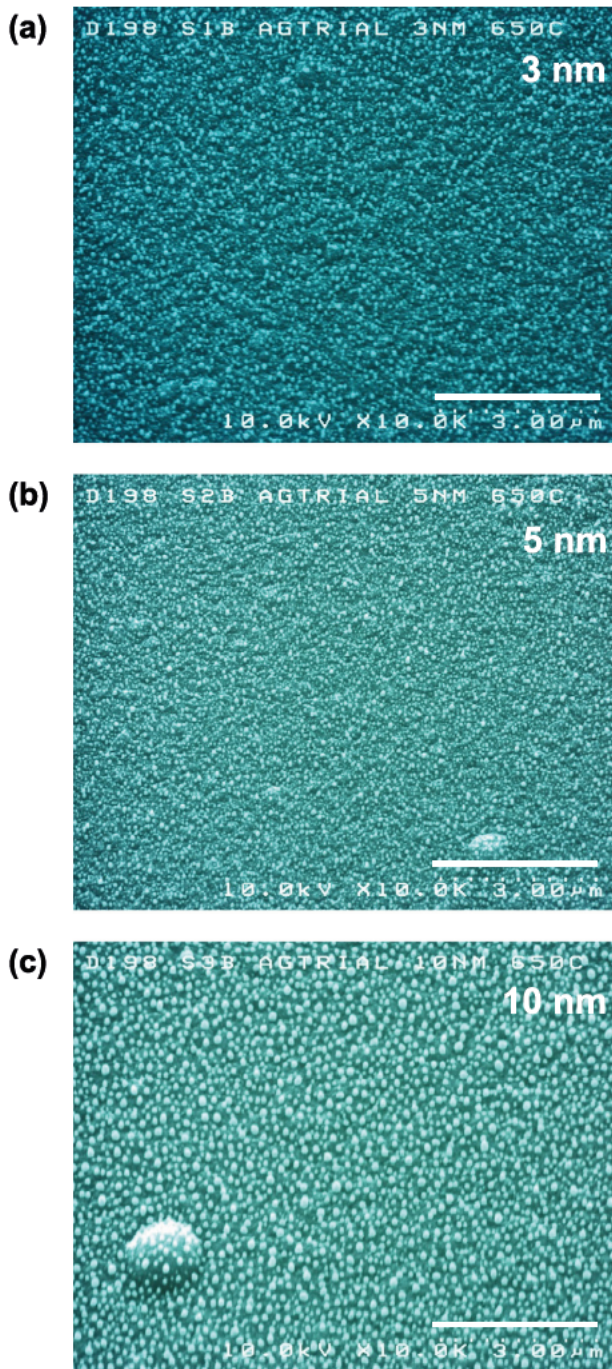 (a)
D198 S1B AGTRIAL 3NM 650C
3 nm
10.0kV X10.0K 3.00µm
(b)
D198 S2B AGTRIAL 5NM 650C
5 nm
10.0kV X10.0K 3.00µm
(c)
D198 S3B AGTRIAL 10NM 650C
10 nm
10.0kV X10.0K 3.00µm